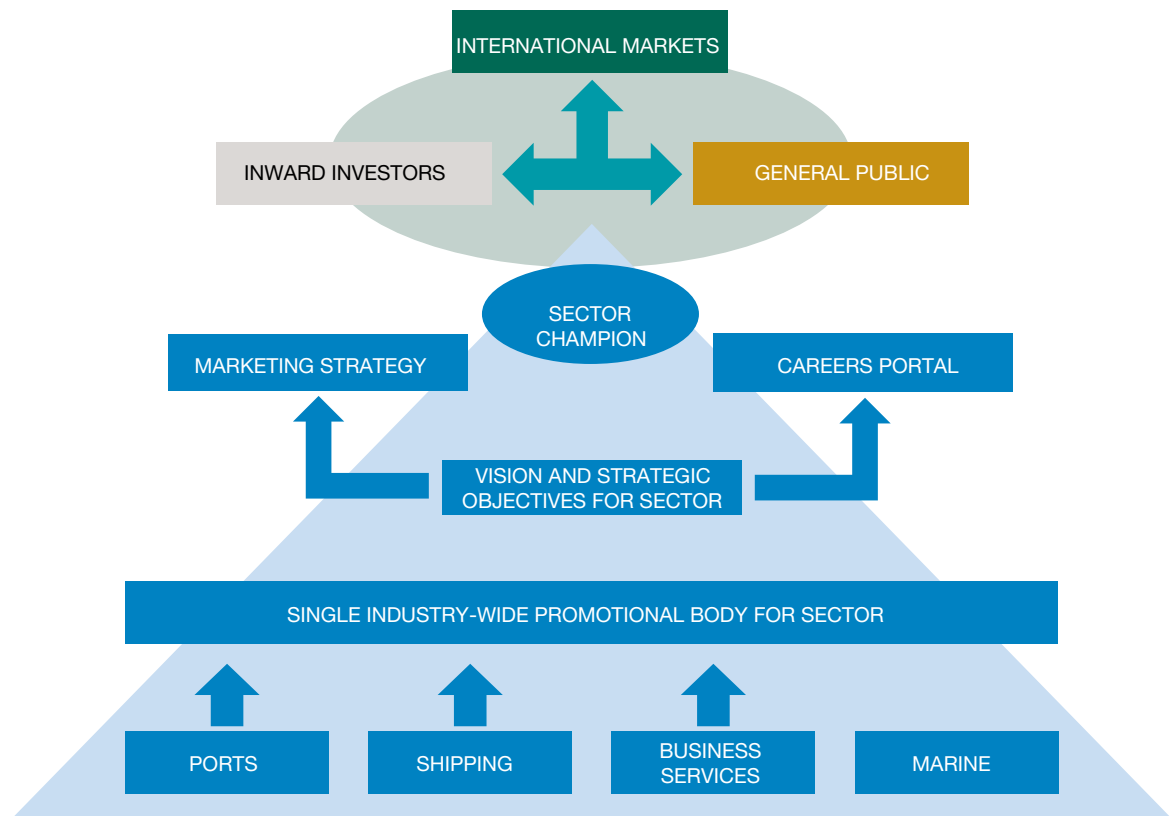 INTERNATIONAL MARKETS
INWARD INVESTORS
GENERAL PUBLIC
SECTOR
CHAMPION
MARKETING STRATEGY
CAREERS PORTAL
VISION AND STRATEGIC
OBJECTIVES FOR SECTOR
SINGLE INDUSTRY-WIDE PROMOTIONAL BODY FOR SECTOR
PORTS
SHIPPING
BUSINESS
SERVICES
MARINE